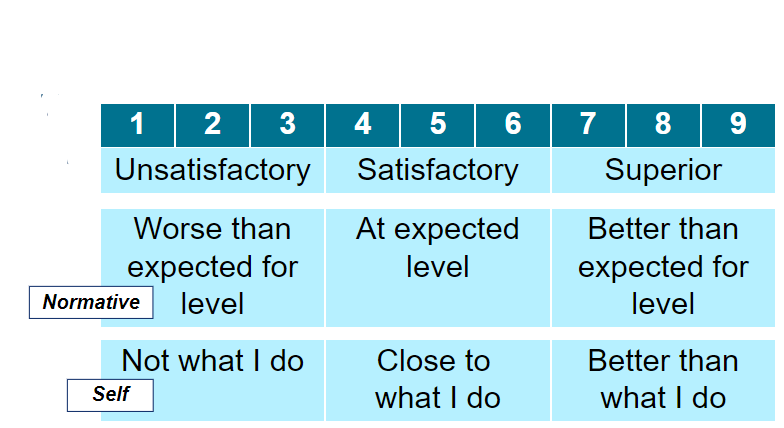 1 2 3 4 5 6 7 8 9
Unsatisfactory Satisfactory Superior
Worse than At expected Better than
expected for level expected for
Normative level level
Not what I do Close to Better than
Self what I do what I do